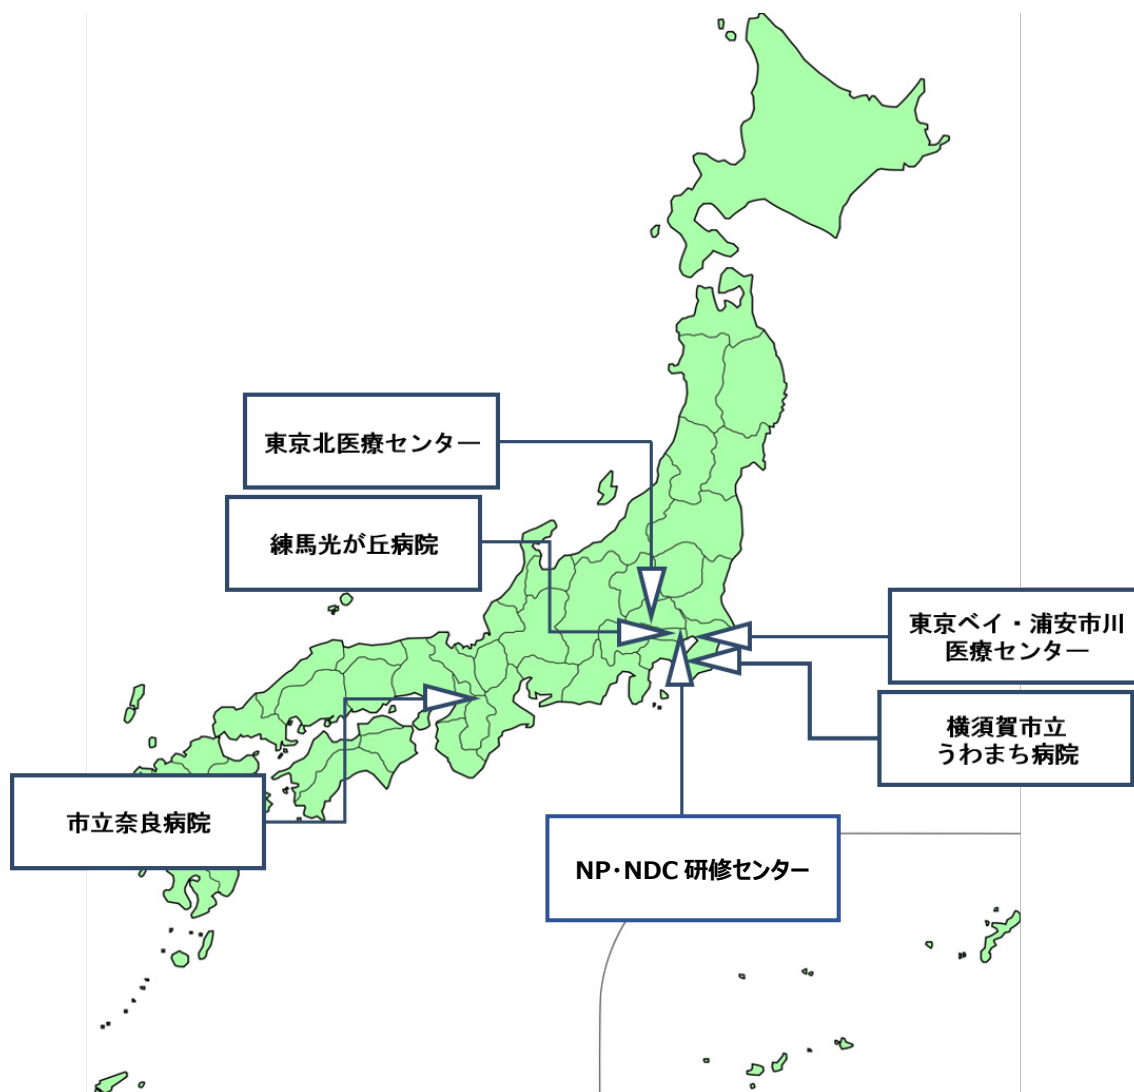 東京北医療センター
練馬光が丘病院
東京ベイ・浦安市川
医療センター
横須賀市立
うわまち病院
市立奈良病院
NP・NDC 研修センター